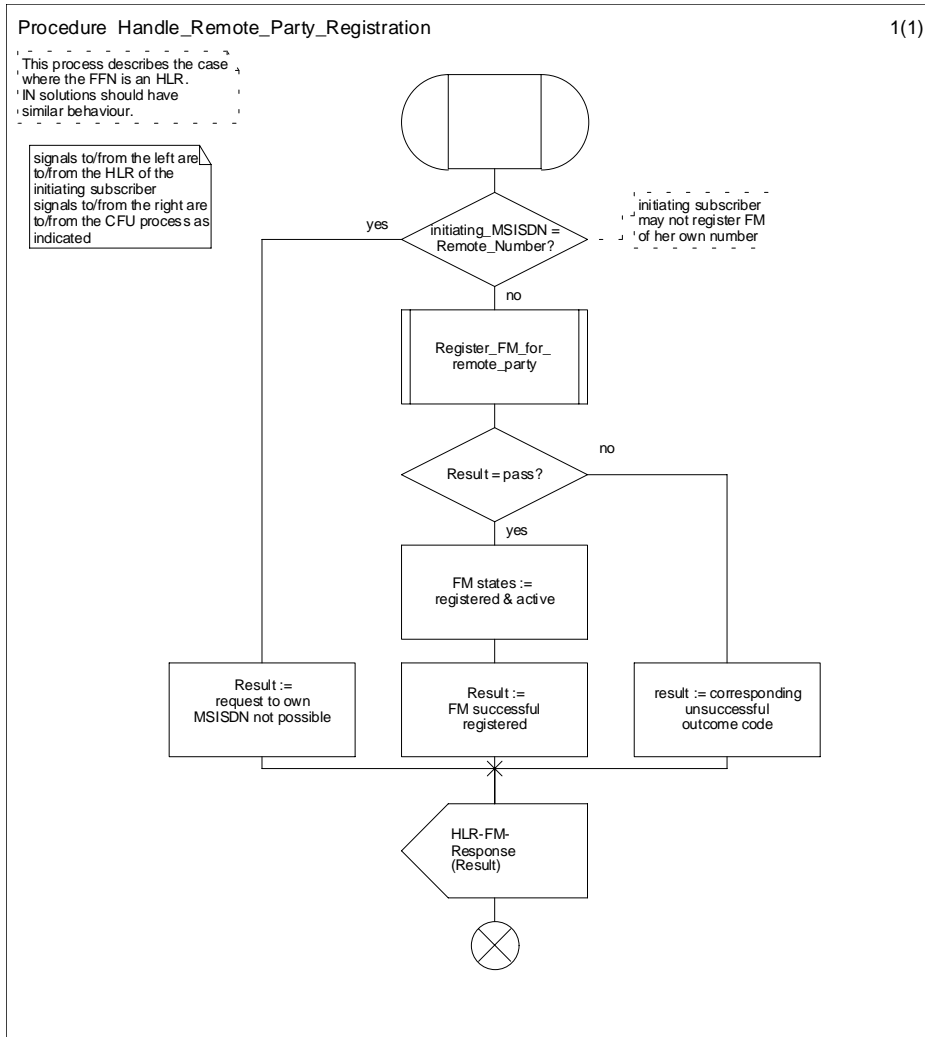 Procedure Handle_Remote_Party_Registration
1(1)
This process describes the case
where the FFN is an HLR.
IN solutions should have
similar behaviour.
signals to/from the left are
to/from the HLR of the
initiating subscriber
signals to/from the right are
to/from the CFU process as
indicated
yes
initiating_MSISDN =
Remote_Number?
initiating subscriber
may not register FM
of her own number
no
Register_FM_for_
remote_party
no
Result = pass?
yes
FM states :=
registered & active
Result :=
request to own
MSISDN not possible
Result :=
FM successful
registered
result := corresponding
unsuccessful
outcome code
HLR-FM-
Response
(Result)